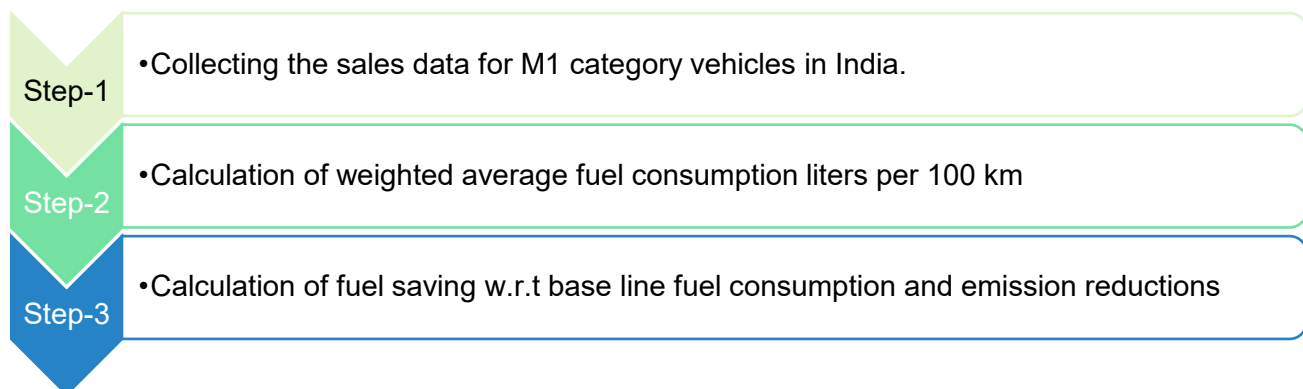 Step-1
•Collecting the sales data for M1 category vehicles in India.
Step-2
•Calculation of weighted average fuel consumption liters per 100 km
Step-3
•Calculation of fuel saving w.r.t base line fuel consumption and emission reductions